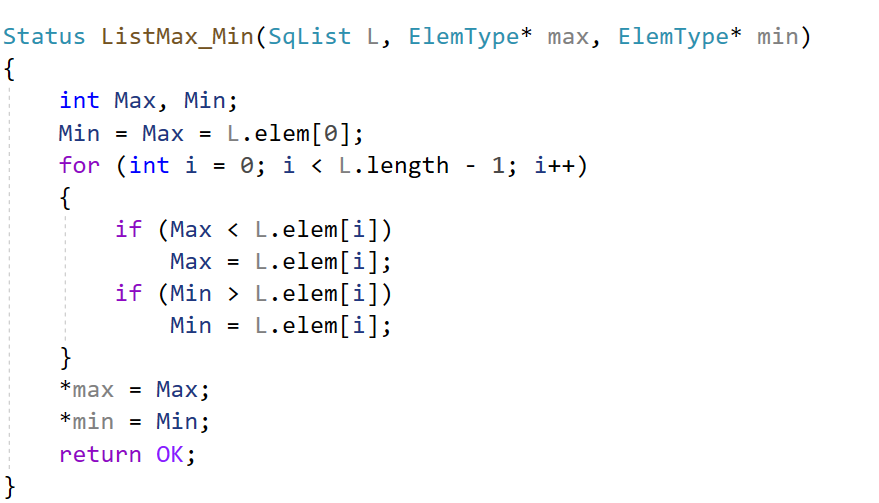 Status ListMax_Min(SqList L, ElemType* max, ElemType* min)
{
    int Max, Min;
    Min = Max = L.elem[0];
    for (int i = 0; i < L.length - 1; i++)
    {
        if (Max < L.elem[i])
            Max = L.elem[i];
        if (Min > L.elem[i])
            Min = L.elem[i];
    }
    *max = Max;
    *min = Min;
    return OK;
}